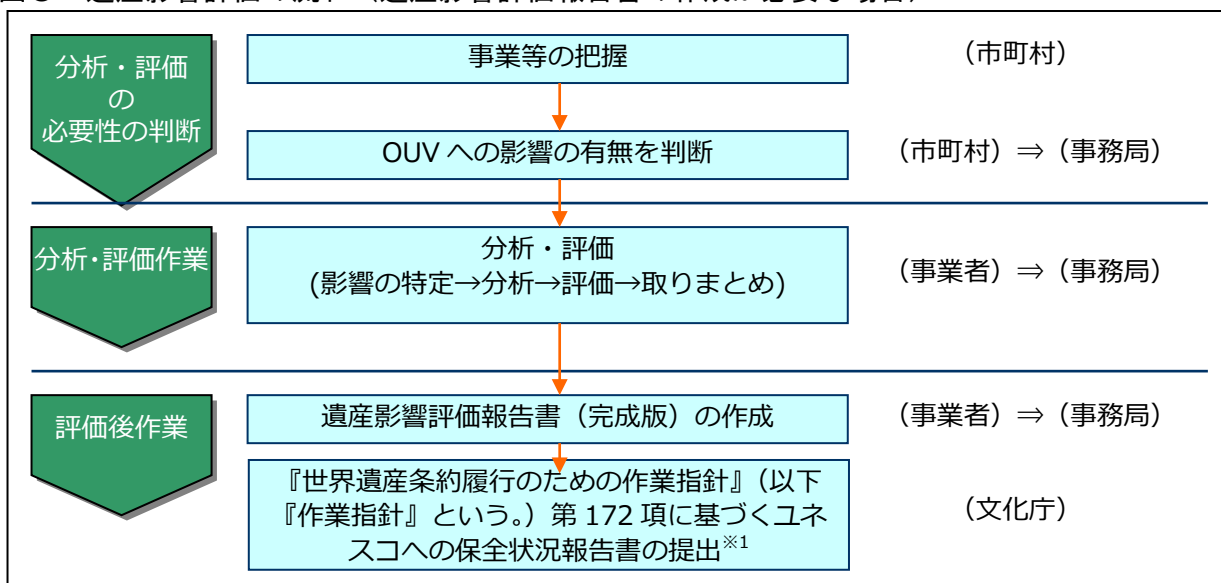 分析・評価
の
必要性の判断
事業等の把握
（市町村）
OUV への影響の有無を判断
（市町村）⇒（事務局）
分析・評価作業
分析・評価
(影響の特定→分析→評価→取りまとめ)
（事業者）⇒（事務局）
評価後作業
遺産影響評価報告書（完成版）の作成
（事業者）⇒（事務局）
『世界遺産条約履行のための作業指針』（以下
『作業指針』という。）第 172 項に基づくユネ
スコへの保全状況報告書の提出※1
（文化庁）